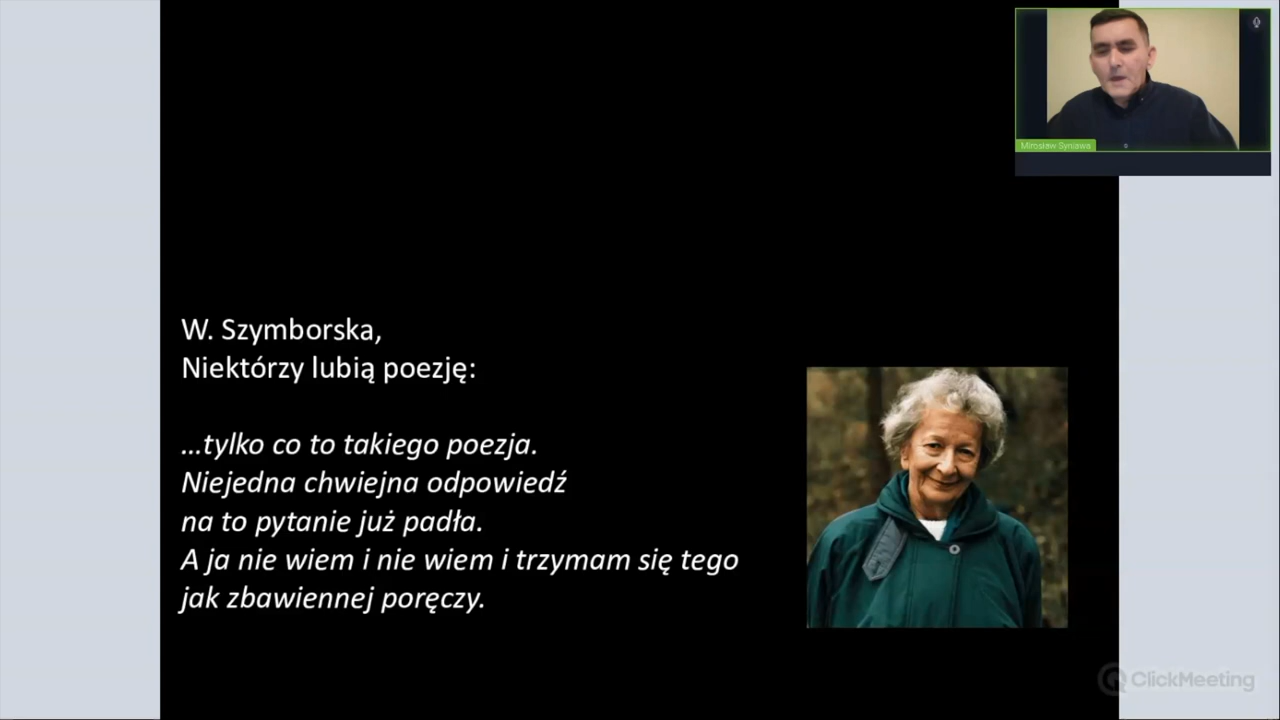 Mirosław Syniawa
W. Szymborska,
Niektórzy lubią poezję:
…tylko co to takiego poezja.
Niejedna chwiejna odpowiedź
na to pytanie już padła.
A ja nie wiem i nie wiem i trzymam się tego
jak zbawiennej poręczy.
ClickMeeting